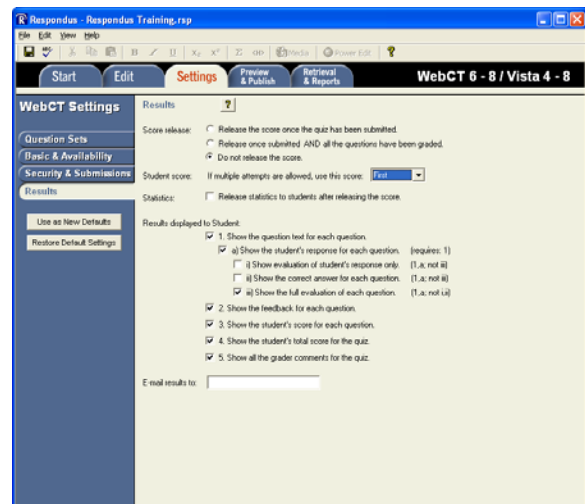 Respondus - Respondus Training.rsp
File Edit View Help
B I U X₂ X² Σ Media Power Edit ?
Start Edit Settings Preview & Publish Retrieval & Reports WebCT 6 - 8 / Vista 4 - 8
WebCT Settings
Question Sets
Basic & Availability
Security & Submissions
Results
Use as New Defaults
Restore Default Settings
Results ?
Score release: Release the score once the quiz has been submitted.
Release once submitted AND all the questions have been graded.
Do not release the score.
Student score: If multiple attempts are allowed, use this score: First
Statistics: Release statistics to students after releasing the score.
Results displayed to Student:
1. Show the question text for each question.
a) Show the student's response for each question. (requires: 1)
i) Show evaluation of student's response only. (1,a; not iii)
ii) Show the correct answer for each question. (1,a; not iii)
iii) Show the full evaluation of each question. (1,a; not i,ii)
2. Show the feedback for each question.
3. Show the student's score for each question.
4. Show the student's total score for the quiz.
5. Show all the grader comments for the quiz.
E-mail results to: